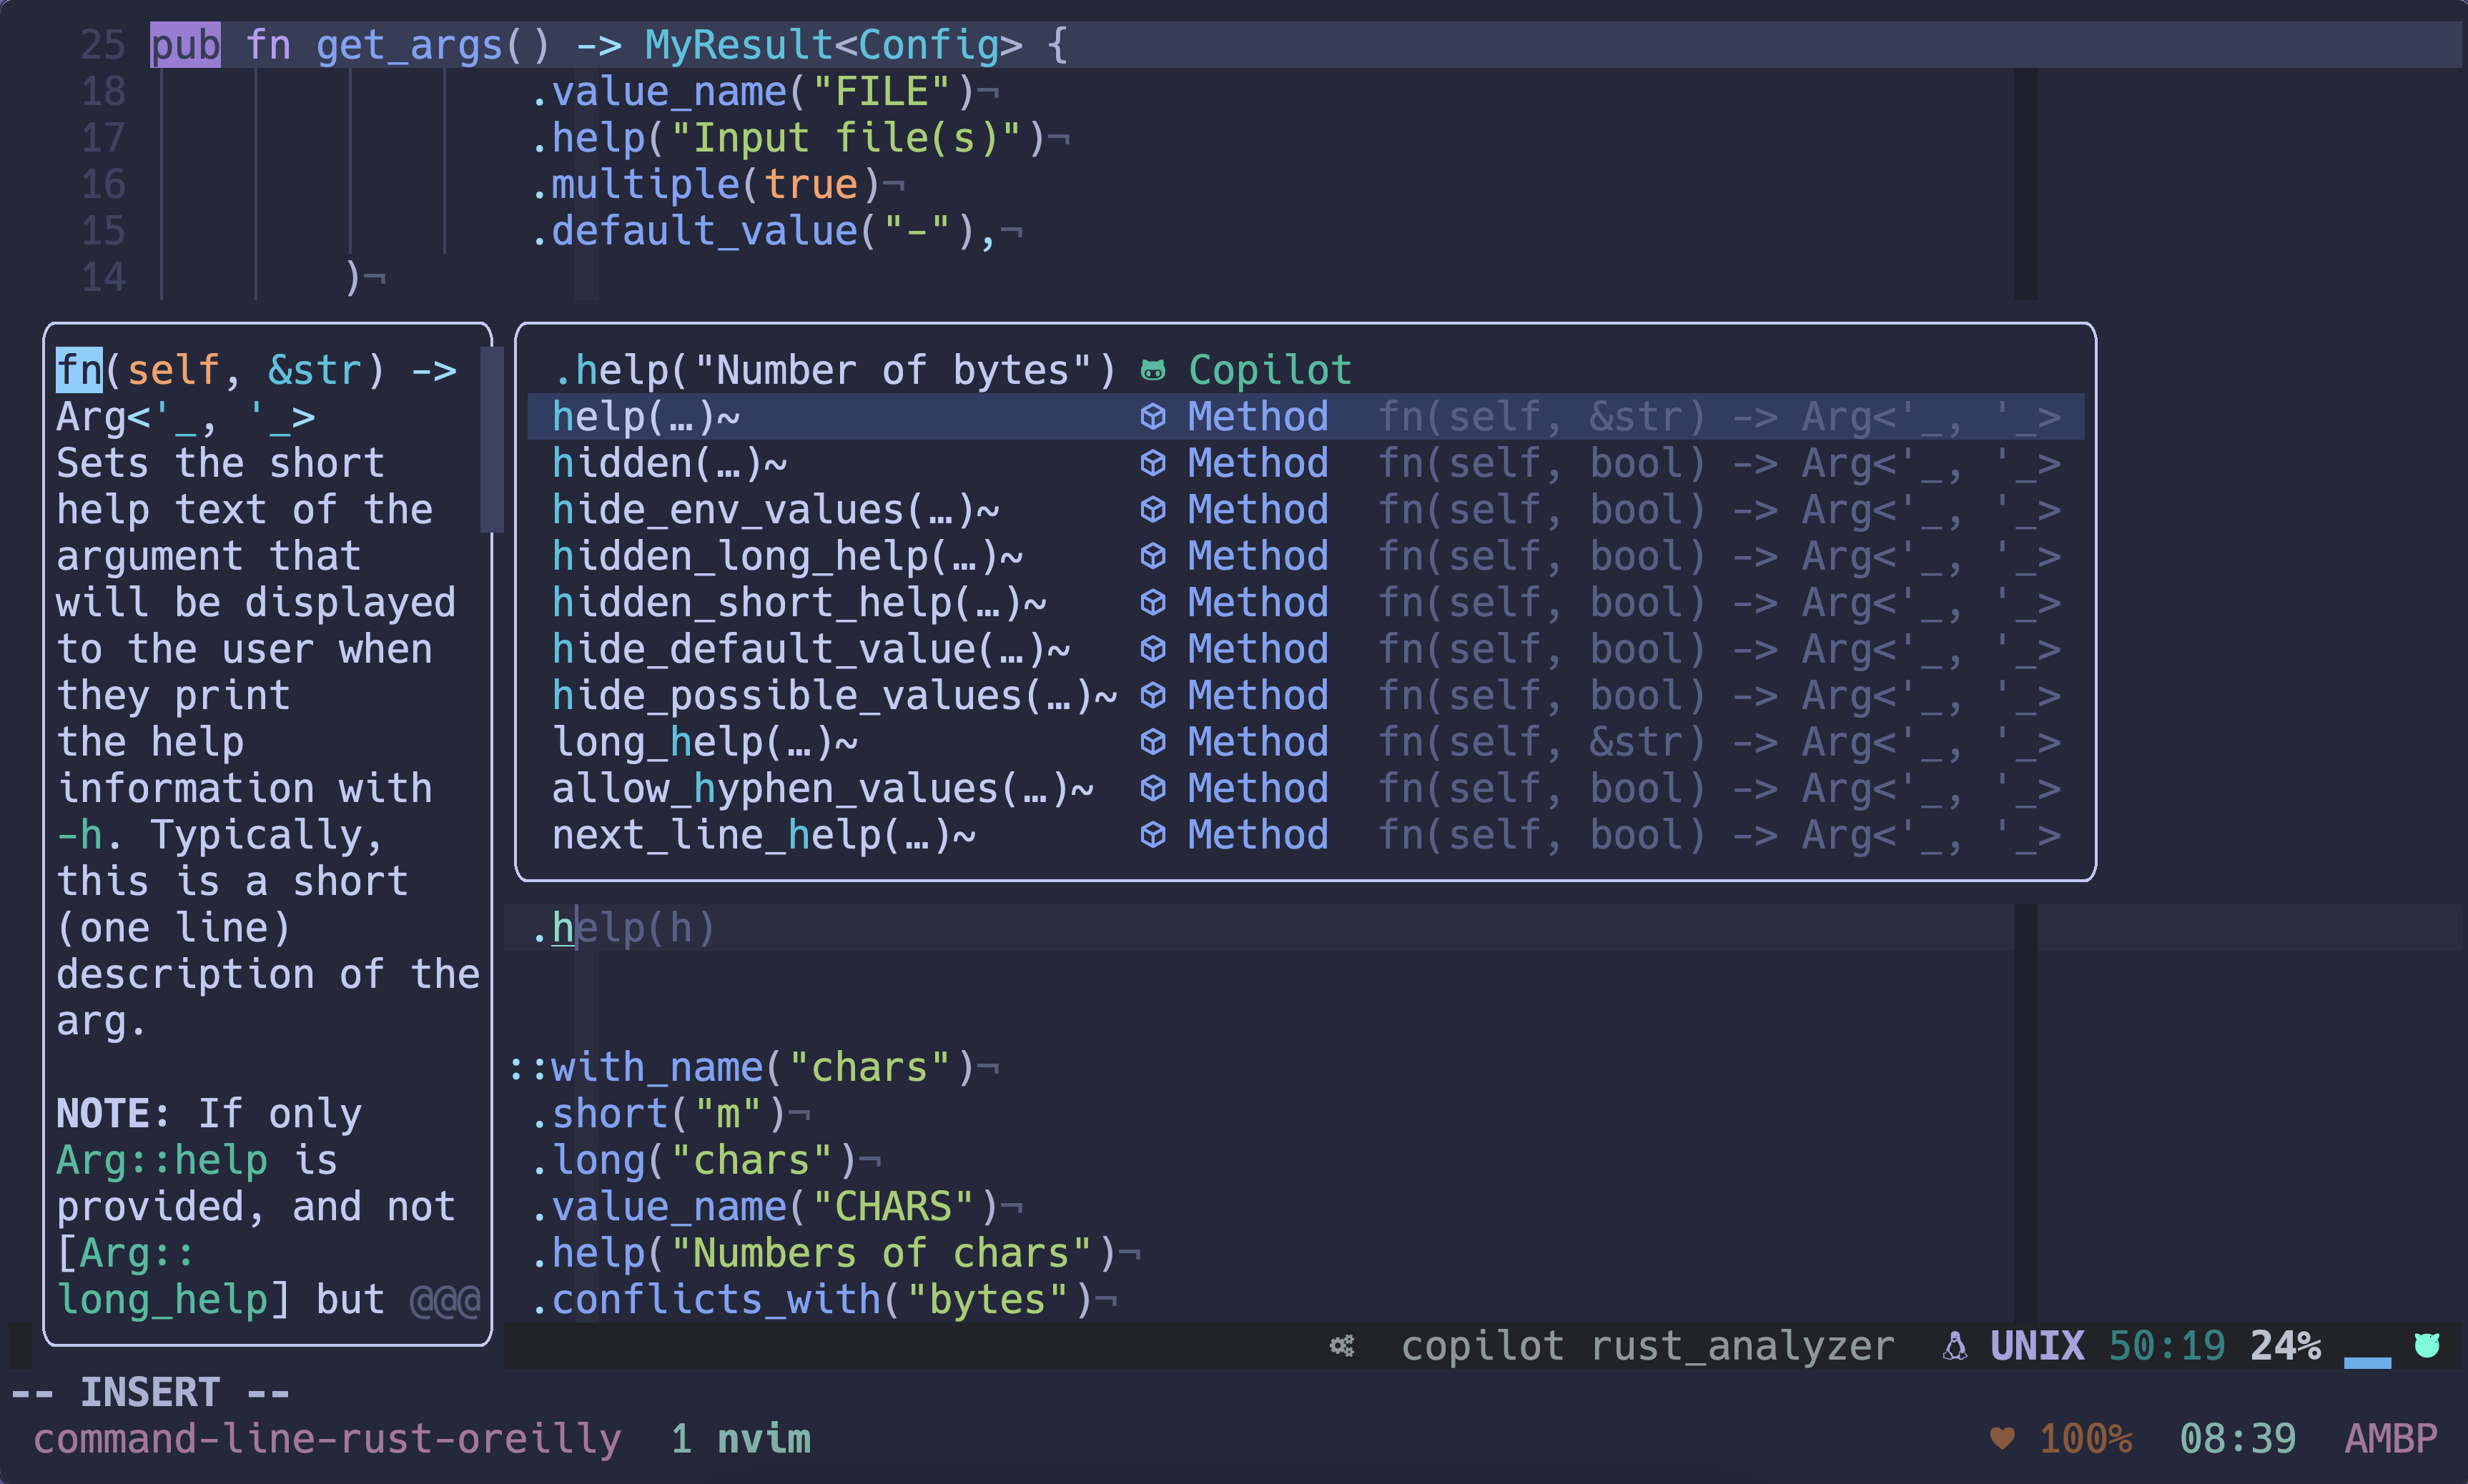 25 pub fn get_args() -> MyResult<Config> {
18 .value_name("FILE")¬
17 .help("Input file(s)")¬
16 .multiple(true)¬
15 .default_value("-"),¬
14 )¬
fn(self, &str) ->
Arg<'_, '_>
Sets the short
help text of the
argument that
will be displayed
to the user when
they print
the help
information with
-h. Typically,
this is a short
(one line)
description of the
arg.
NOTE: If only
Arg::help is
provided, and not
[Arg::
long_help] but @@@
.help("Number of bytes") Copilot
help(…)~ Method fn(self, &str) -> Arg<'_, '_>
hidden(…)~ Method fn(self, bool) -> Arg<'_, '_>
hide_env_values(…)~ Method fn(self, bool) -> Arg<'_, '_>
hidden_long_help(…)~ Method fn(self, bool) -> Arg<'_, '_>
hidden_short_help(…)~ Method fn(self, bool) -> Arg<'_, '_>
hide_default_value(…)~ Method fn(self, bool) -> Arg<'_, '_>
hide_possible_values(…)~ Method fn(self, bool) -> Arg<'_, '_>
long_help(…)~ Method fn(self, &str) -> Arg<'_, '_>
allow_hyphen_values(…)~ Method fn(self, bool) -> Arg<'_, '_>
next_line_help(…)~ Method fn(self, bool) -> Arg<'_, '_>
.help(h)
::with_name("chars")¬
.short("m")¬
.long("chars")¬
.value_name("CHARS")¬
.help("Numbers of chars")¬
.conflicts_with("bytes")¬
copilot rust_analyzer UNIX 50:19 24%
-- INSERT --
command-line-rust-oreilly 1 nvim 100% 08:39 AMBP